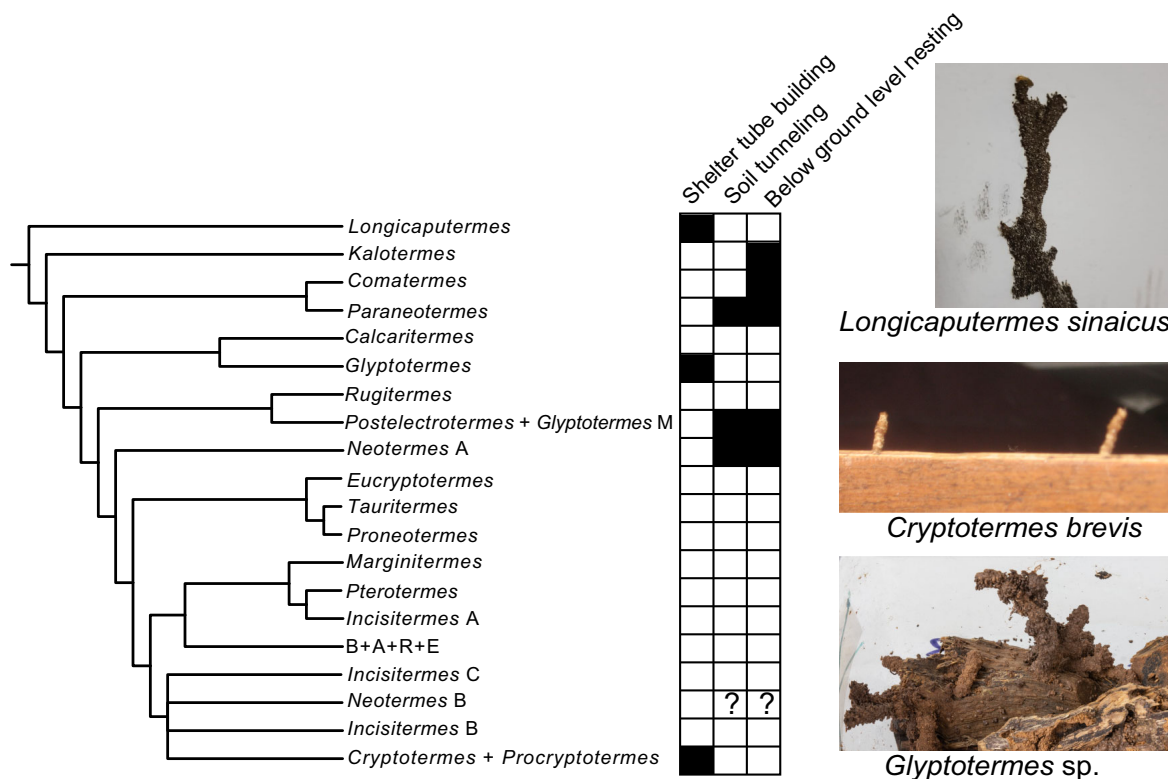 Shelter tube building
Soil tunneling
Below ground level nesting
Longicaputermes
Kalotermes
Comatermes
Paraneotermes
Calcaritermes
Glyptotermes
Rugitermes
Postelectrotermes + Glyptotermes M
Neotermes A
Eucryptotermes
Tauritermes
Proneotermes
Marginitermes
Pterotermes
Incisitermes A
B+A+R+E
Incisitermes C
Neotermes B
? ?
Incisitermes B
Cryptotermes + Procryptotermes
Longicaputermes sinaicus
Cryptotermes brevis
Glyptotermes sp.